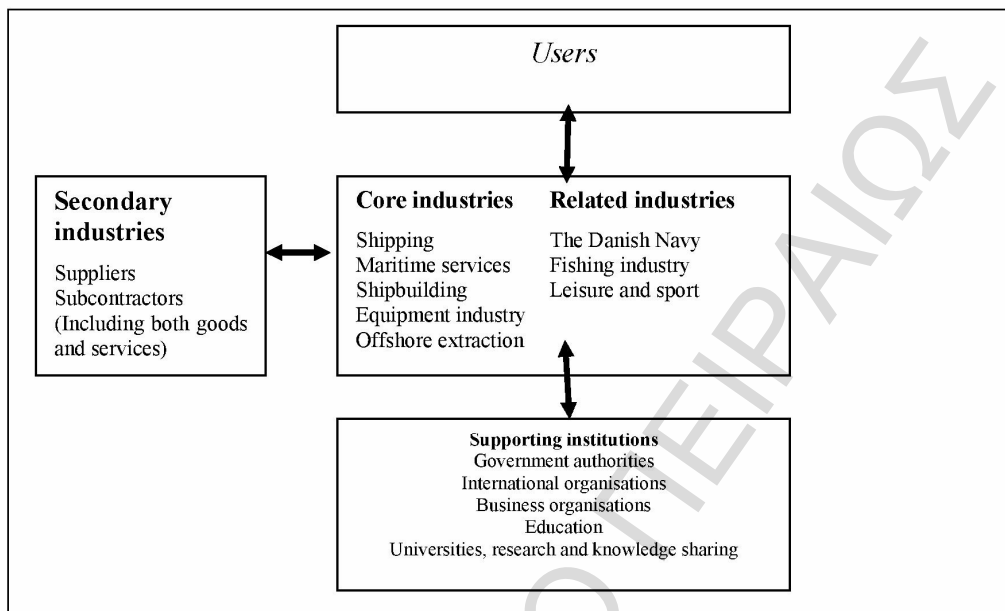 Users
Secondary
industries
Suppliers
Subcontractors
(Including both goods
and services)
Core industries
Shipping
Maritime services
Shipbuilding
Equipment industry
Offshore extraction
Related industries
The Danish Navy
Fishing industry
Leisure and sport
Supporting institutions
Government authorities
International organisations
Business organisations
Education
Universities, research and knowledge sharing
Ο ΠΕΙΡΑΙΩΣ